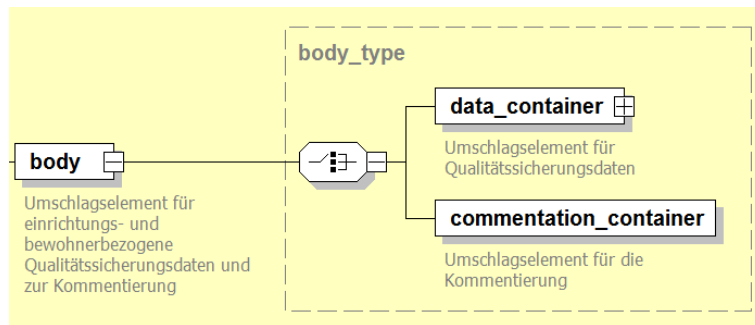 body_type
data_container
Umschlagselement für
Qualitätssicherungsdaten
body
Umschlagselement für
einrichtungs- und
bewohnerbezogene
Qualitätssicherungsdaten und
zur Kommentierung
commentation_container
Umschlagselement für die
Kommentierung